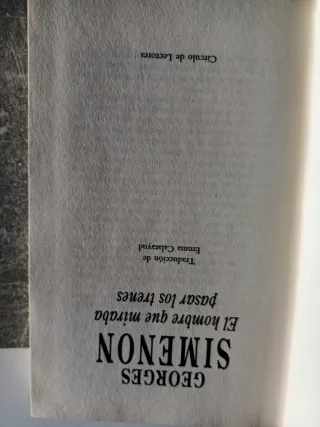 GEORGES
SIMENON
El hombre que miraba
pasar los trenes
Traducción de
Emma Calatayud
Círculo de Lectores